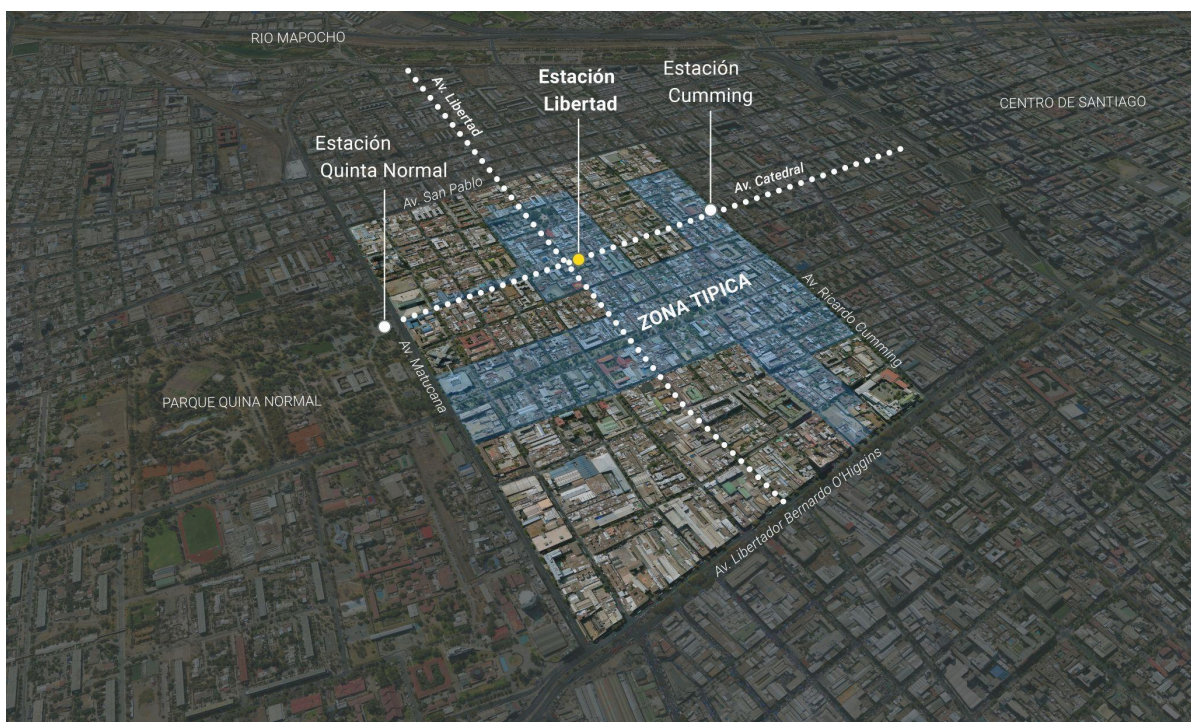 RIO MAPOCHO
Estación
Libertad
Estación
Cumming
CENTRO DE SANTIAGO
Av. Libertad
Estación
Quinta Normal
Av. San Pablo
Av. Catedral
ZONA TIPICA
Av. Ricardo Cumming
Av. Matucana
PARQUE QUINA NORMAL
Av. Libertador Bernardo O'Higgins